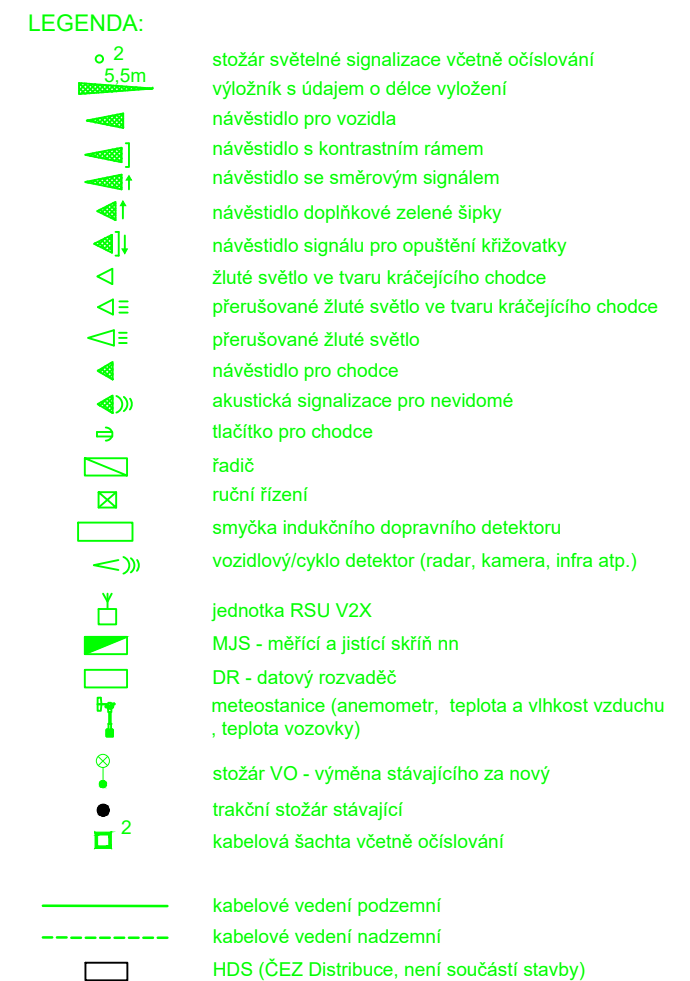 LEGENDA:
2
stožár světelné signalizace včetně očíslování
5,5m
výložník s údajem o délce vyložení
návěstidlo pro vozidla
návěstidlo s kontrastním rámem
návěstidlo se směrovým signálem
návěstidlo doplňkové zelené šipky
návěstidlo signálu pro opuštění křižovatky
žluté světlo ve tvaru kráčejícího chodce
přerušované žluté světlo ve tvaru kráčejícího chodce
přerušované žluté světlo
návěstidlo pro chodce
akustická signalizace pro nevidomé
tlačítko pro chodce
řadič
ruční řízení
smyčka indukčního dopravního detektoru
vozidlový/cyklo detektor (radar, kamera, infra atp.)
jednotka RSU V2X
MJS - měřící a jistící skříň nn
DR - datový rozvaděč
meteostanice (anemometr,  teplota a vlhkost vzduchu
, teplota vozovky)
stožár VO - výměna stávajícího za nový
trakční stožár stávající
2
kabelová šachta včetně očíslování
kabelové vedení podzemní
kabelové vedení nadzemní
HDS (ČEZ Distribuce, není součástí stavby)